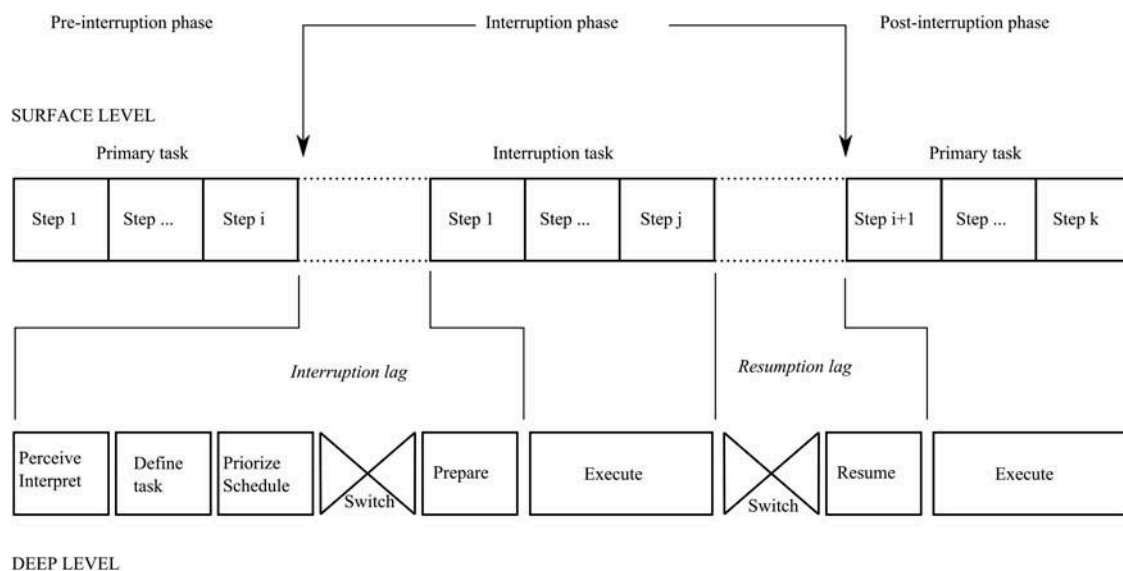 Pre-interruption phase
Interruption phase
Post-interruption phase
SURFACE LEVEL
Primary task
Interruption task
Primary task
Step 1
Step ...
Step i
Step 1
Step ...
Step j
Step i+1
Step ...
Step k
Interruption lag
Resumption lag
Perceive
Interpret
Define
task
Priorize
Schedule
Switch
Prepare
Execute
Switch
Resume
Execute
DEEP LEVEL